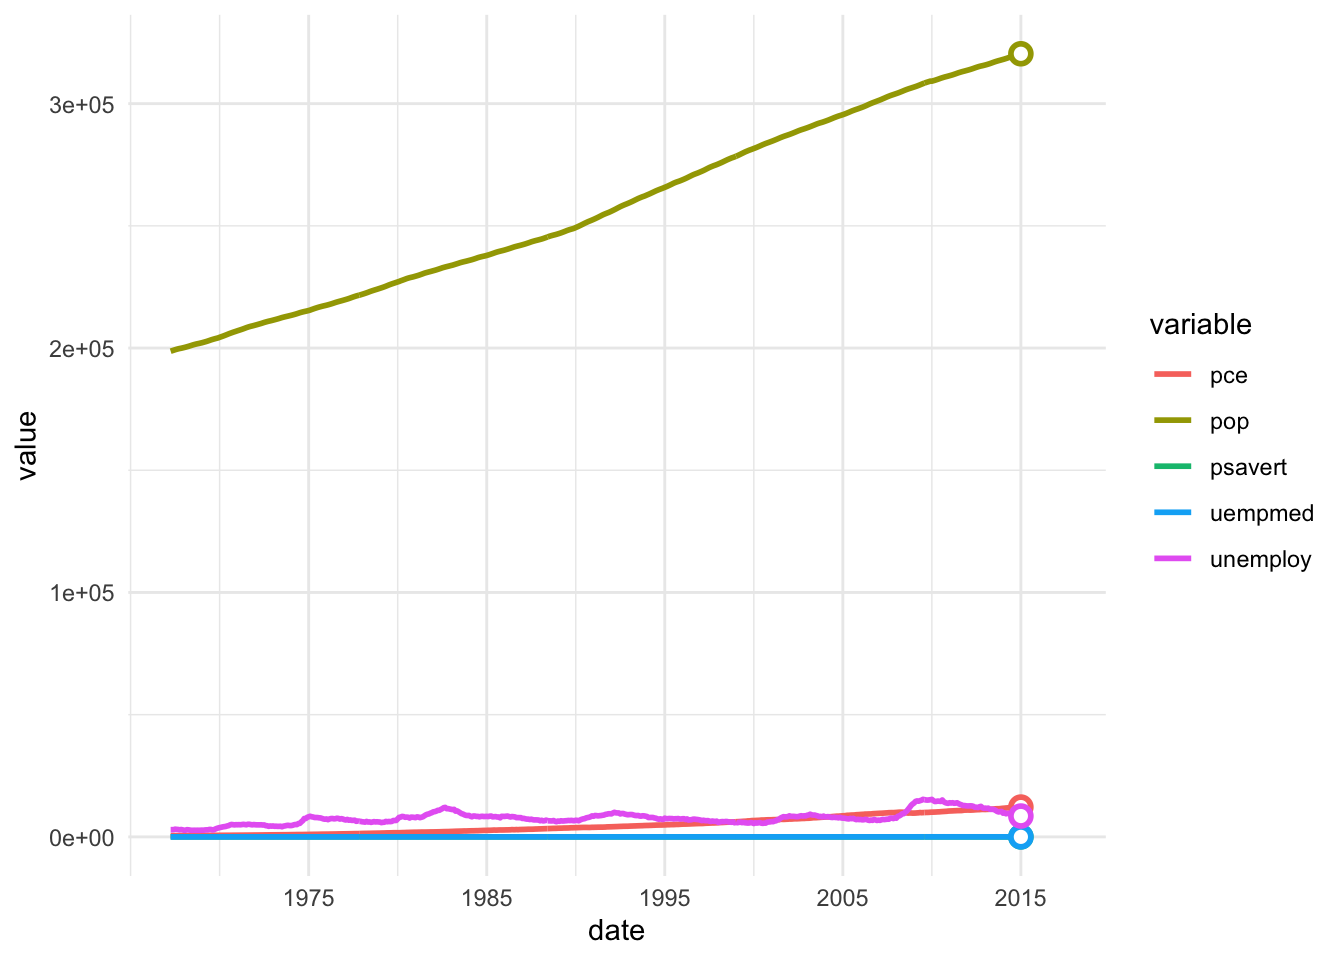 3e+05
2e+05
1e+05
0e+00
value
1975 1985 1995 2005 2015
date
variable
pce
pop
psavert
uempmed
unemploy